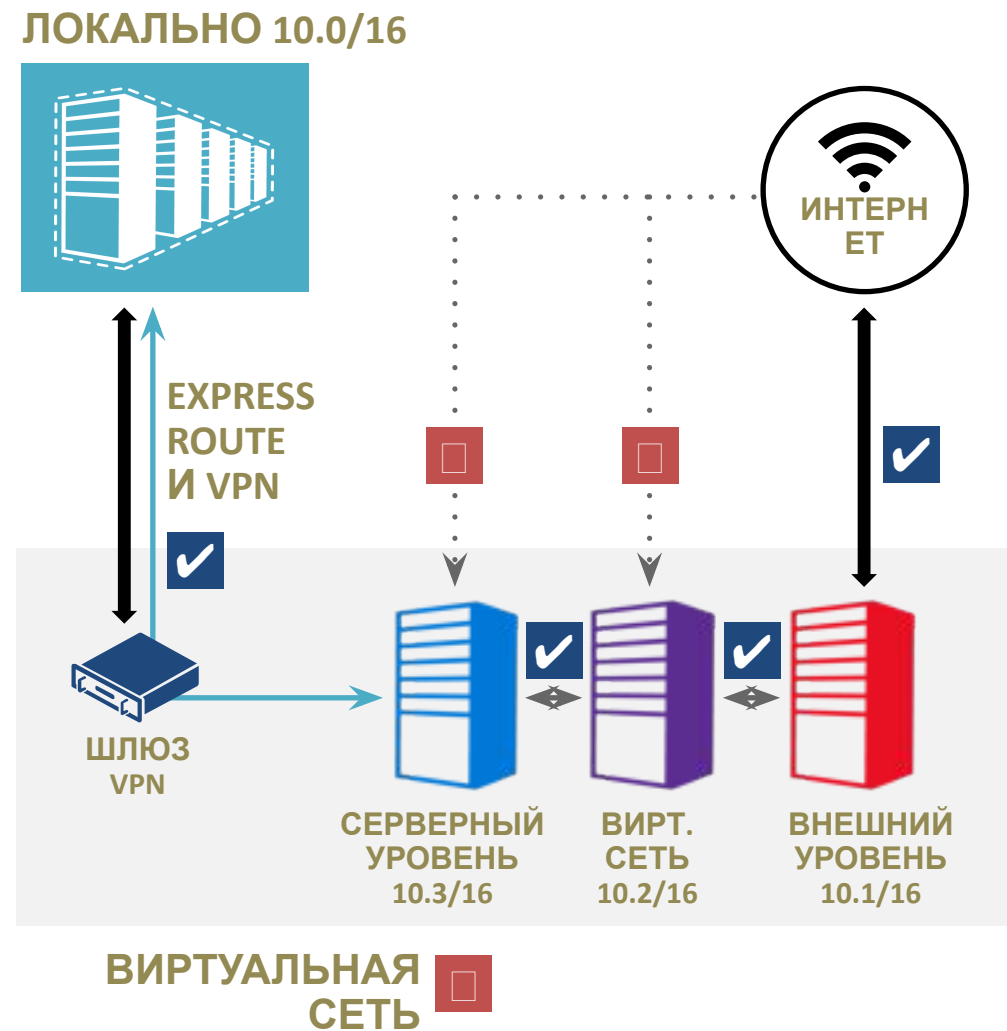 ЛОКАЛЬНО 10.0/16
ИНТЕРН
ЕТ
EXPRESS
ROUTE
И VPN
ШЛЮЗ
VPN
СЕРВЕРНЫЙ
УРОВЕНЬ
10.3/16
ВИРТ.
СЕТЬ
10.2/16
ВНЕШНИЙ
УРОВЕНЬ
10.1/16
ВИРТУАЛЬНАЯ
СЕТЬ